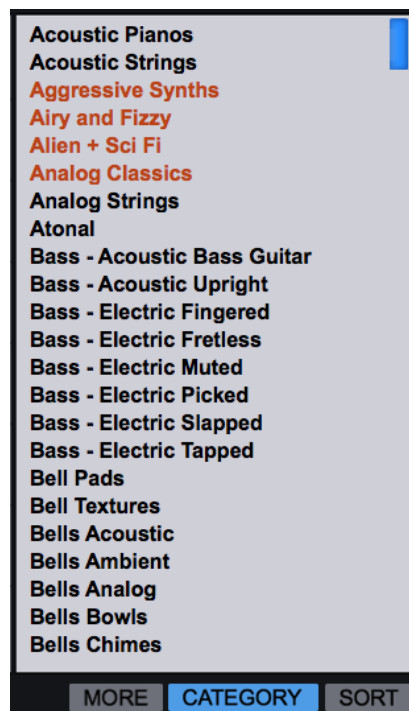 Acoustic Pianos
Acoustic Strings
Aggressive Synths
Airy and Fizzy
Alien + Sci Fi
Analog Classics
Analog Strings
Atonal
Bass - Acoustic Bass Guitar
Bass - Acoustic Upright
Bass - Electric Fingered
Bass - Electric Fretless
Bass - Electric Muted
Bass - Electric Picked
Bass - Electric Slapped
Bass - Electric Tapped
Bell Pads
Bell Textures
Bells Acoustic
Bells Ambient
Bells Analog
Bells Bowls
Bells Chimes
MORE CATEGORY SORT